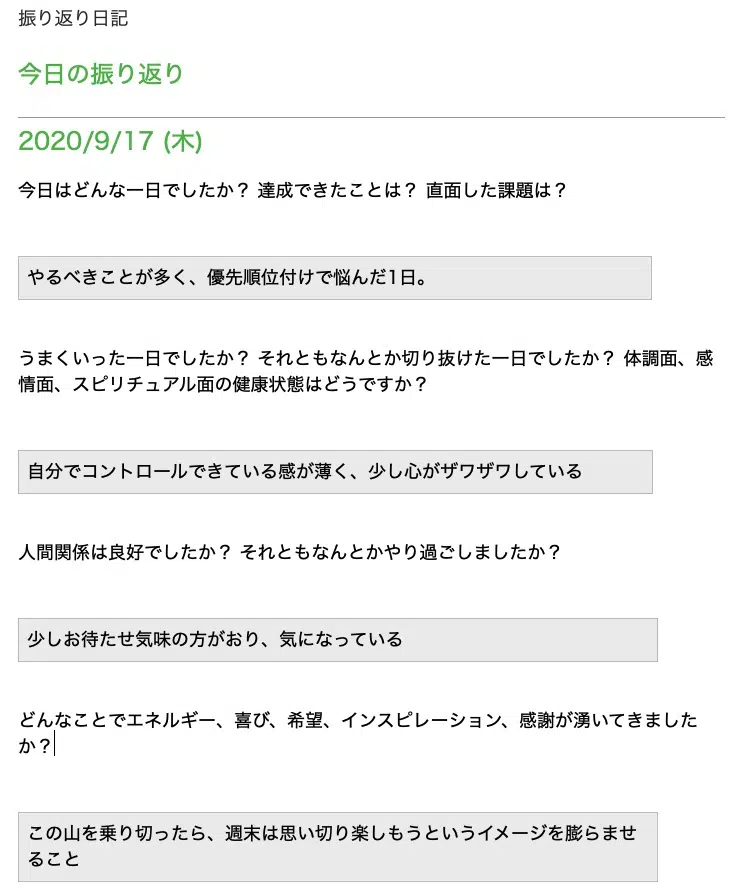 振り返り日記
今日の振り返り
2020/9/17 (木)
今日はどんな一日でしたか？ 達成できたことは？ 直面した課題は？
やるべきことが多く、優先順位付けで悩んだ1日。
うまくいった一日でしたか？ それともなんとか切り抜けた一日でしたか？ 体調面、感
情面、スピリチュアル面の健康状態はどうですか？
自分でコントロールできている感が薄く、少し心がザワザワしている
人間関係は良好でしたか？ それともなんとかやり過ごしましたか？
少しお待たせ気味の方がおり、気になっている
どんなことでエネルギー、喜び、希望、インスピレーション、感謝が湧いてきました
か？
この山を乗り切ったら、週末は思い切り楽しもうというイメージを膨らませ
ること